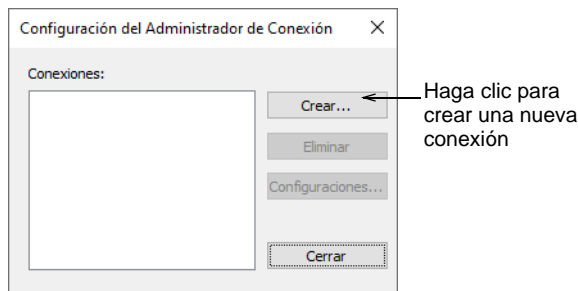 Configuración del Administrador de Conexión
Conexiones:
Crear...
Eliminar
Configuraciones...
Cerrar
Haga clic para
crear una nueva
conexión